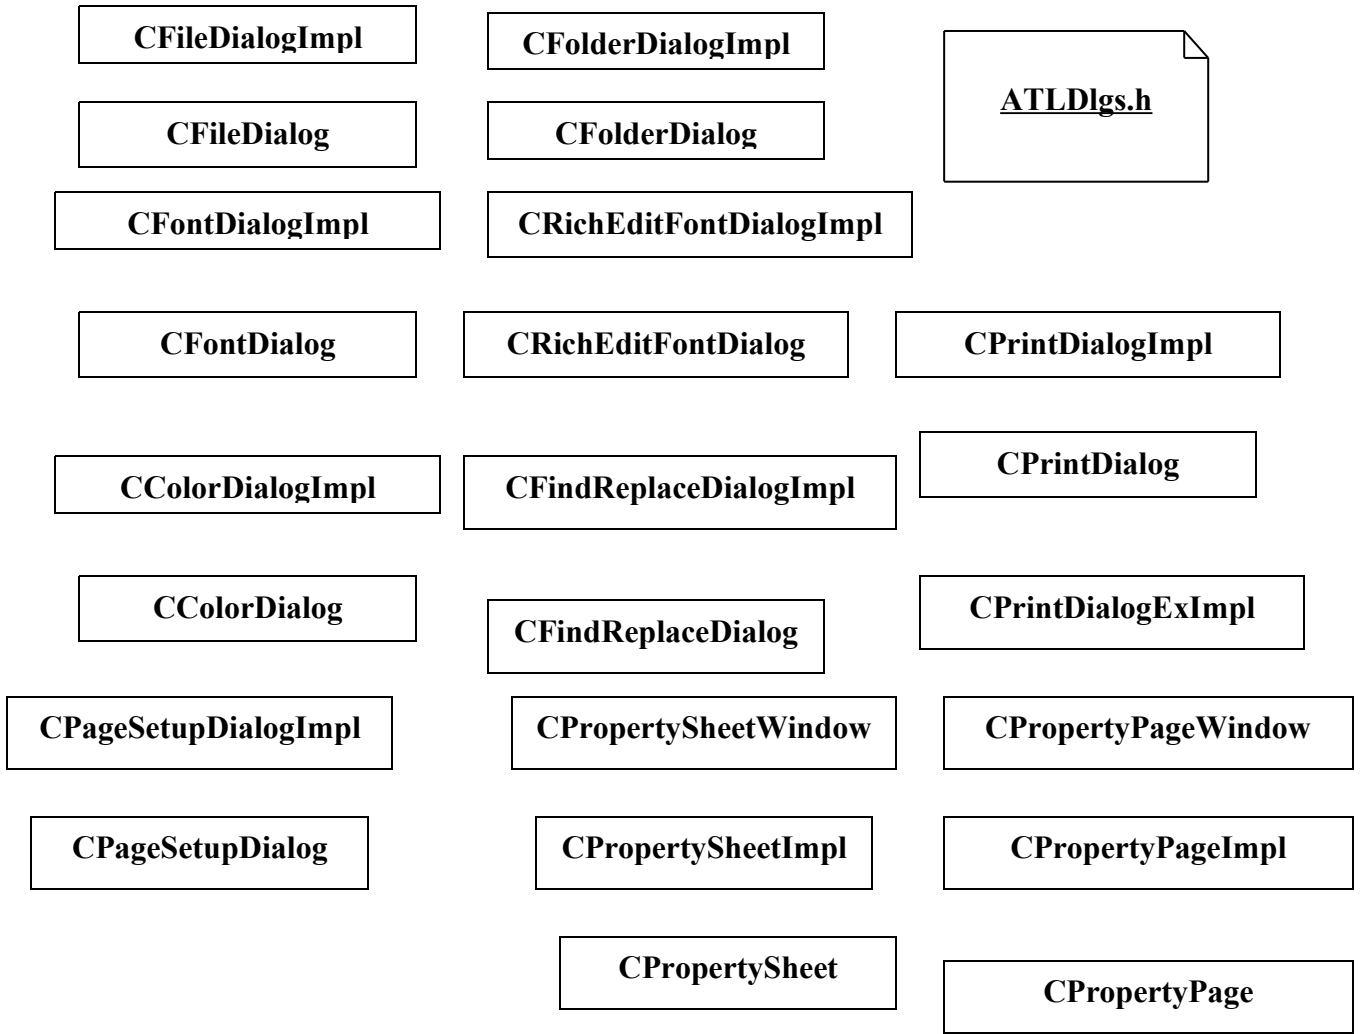 CFileDialogImpl
CFolderDialogImpl
ATLDlgs.h
CFileDialog
CFolderDialog
CFontDialogImpl
CRichEditFontDialogImpl
CFontDialog
CRichEditFontDialog
CPrintDialogImpl
CColorDialogImpl
CFindReplaceDialogImpl
CPrintDialog
CColorDialog
CFindReplaceDialog
CPrintDialogExImpl
CPageSetupDialogImpl
CPropertySheetWindow
CPropertyPageWindow
CPageSetupDialog
CPropertySheetImpl
CPropertyPageImpl
CPropertySheet
CPropertyPage